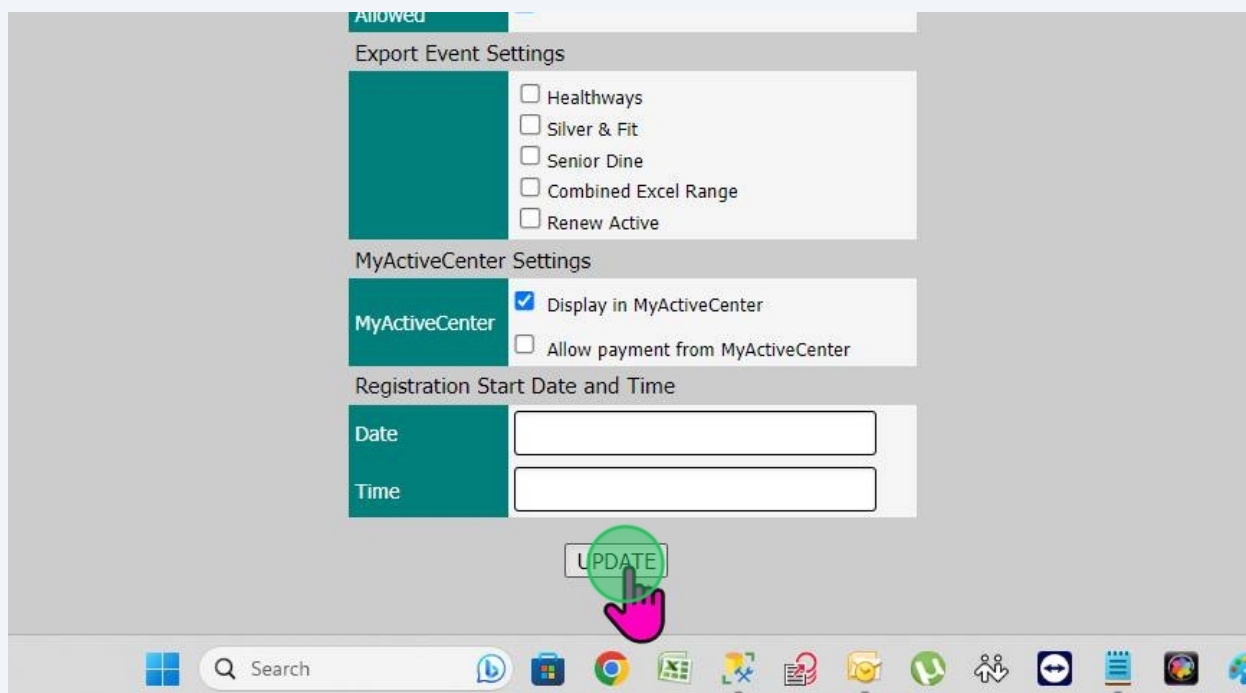 Allowed
Export Event Settings
Healthways
Silver & Fit
Senior Dine
Combined Excel Range
Renew Active
MyActiveCenter Settings
MyActiveCenter
Display in MyActiveCenter
Allow payment from MyActiveCenter
Registration Start Date and Time
Date
Time
UPDATE
Search